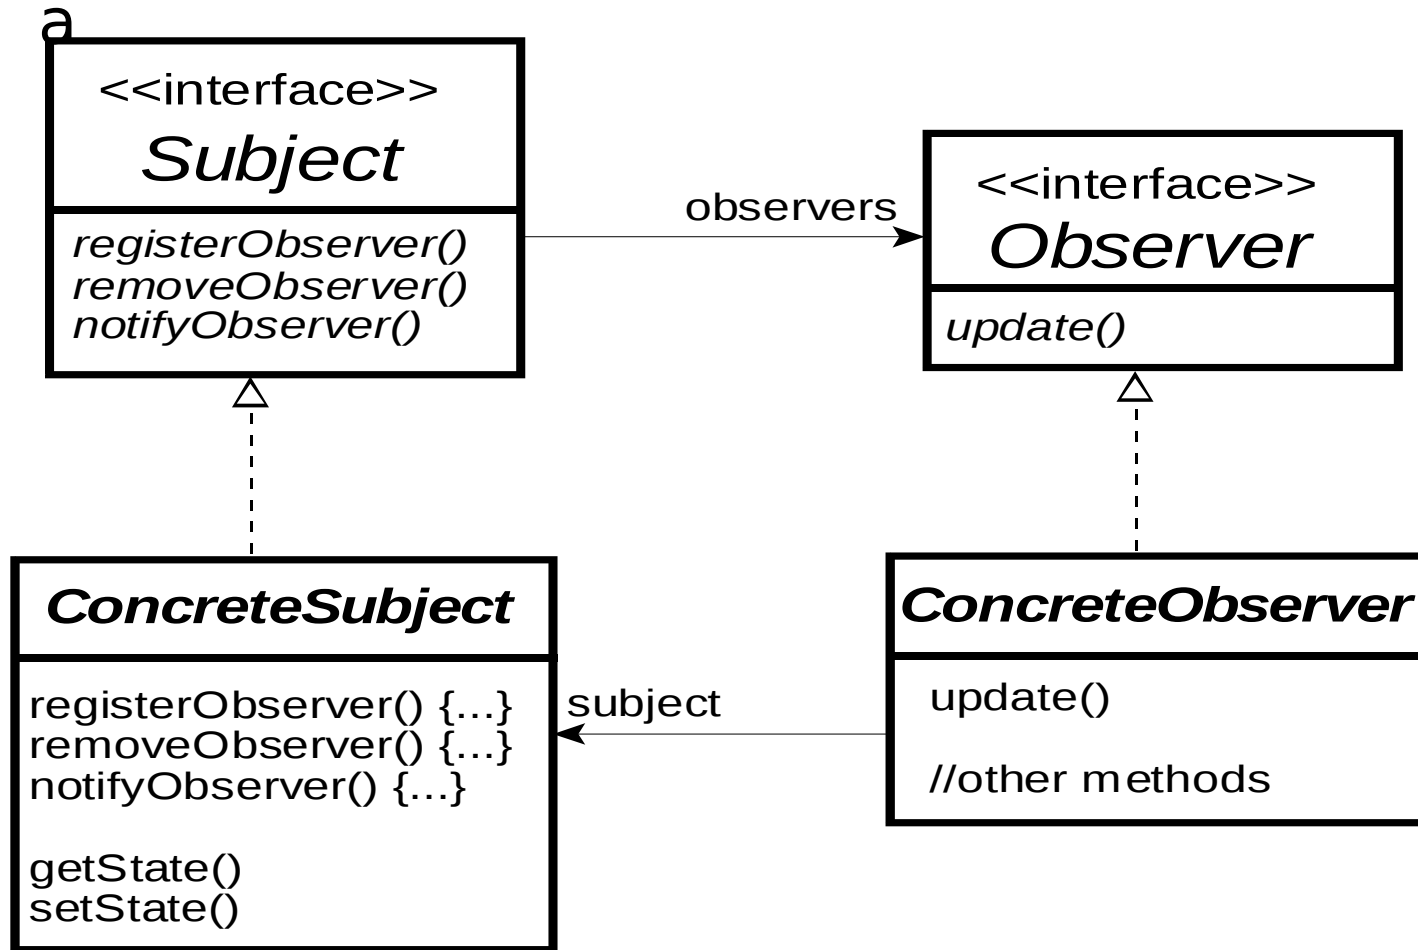 a
<<interface>>
Subject
registerObserver()
removeObserver()
notifyObserver()
observers
<<interface>>
Observer
update()
ConcreteSubject
registerObserver() {...}
removeObserver() {...}
notifyObserver() {...}
getState()
setState()
subject
ConcreteObserver
update()
//other methods